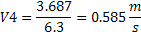 V4 = 3.687/6.3 = 0.585 m/s